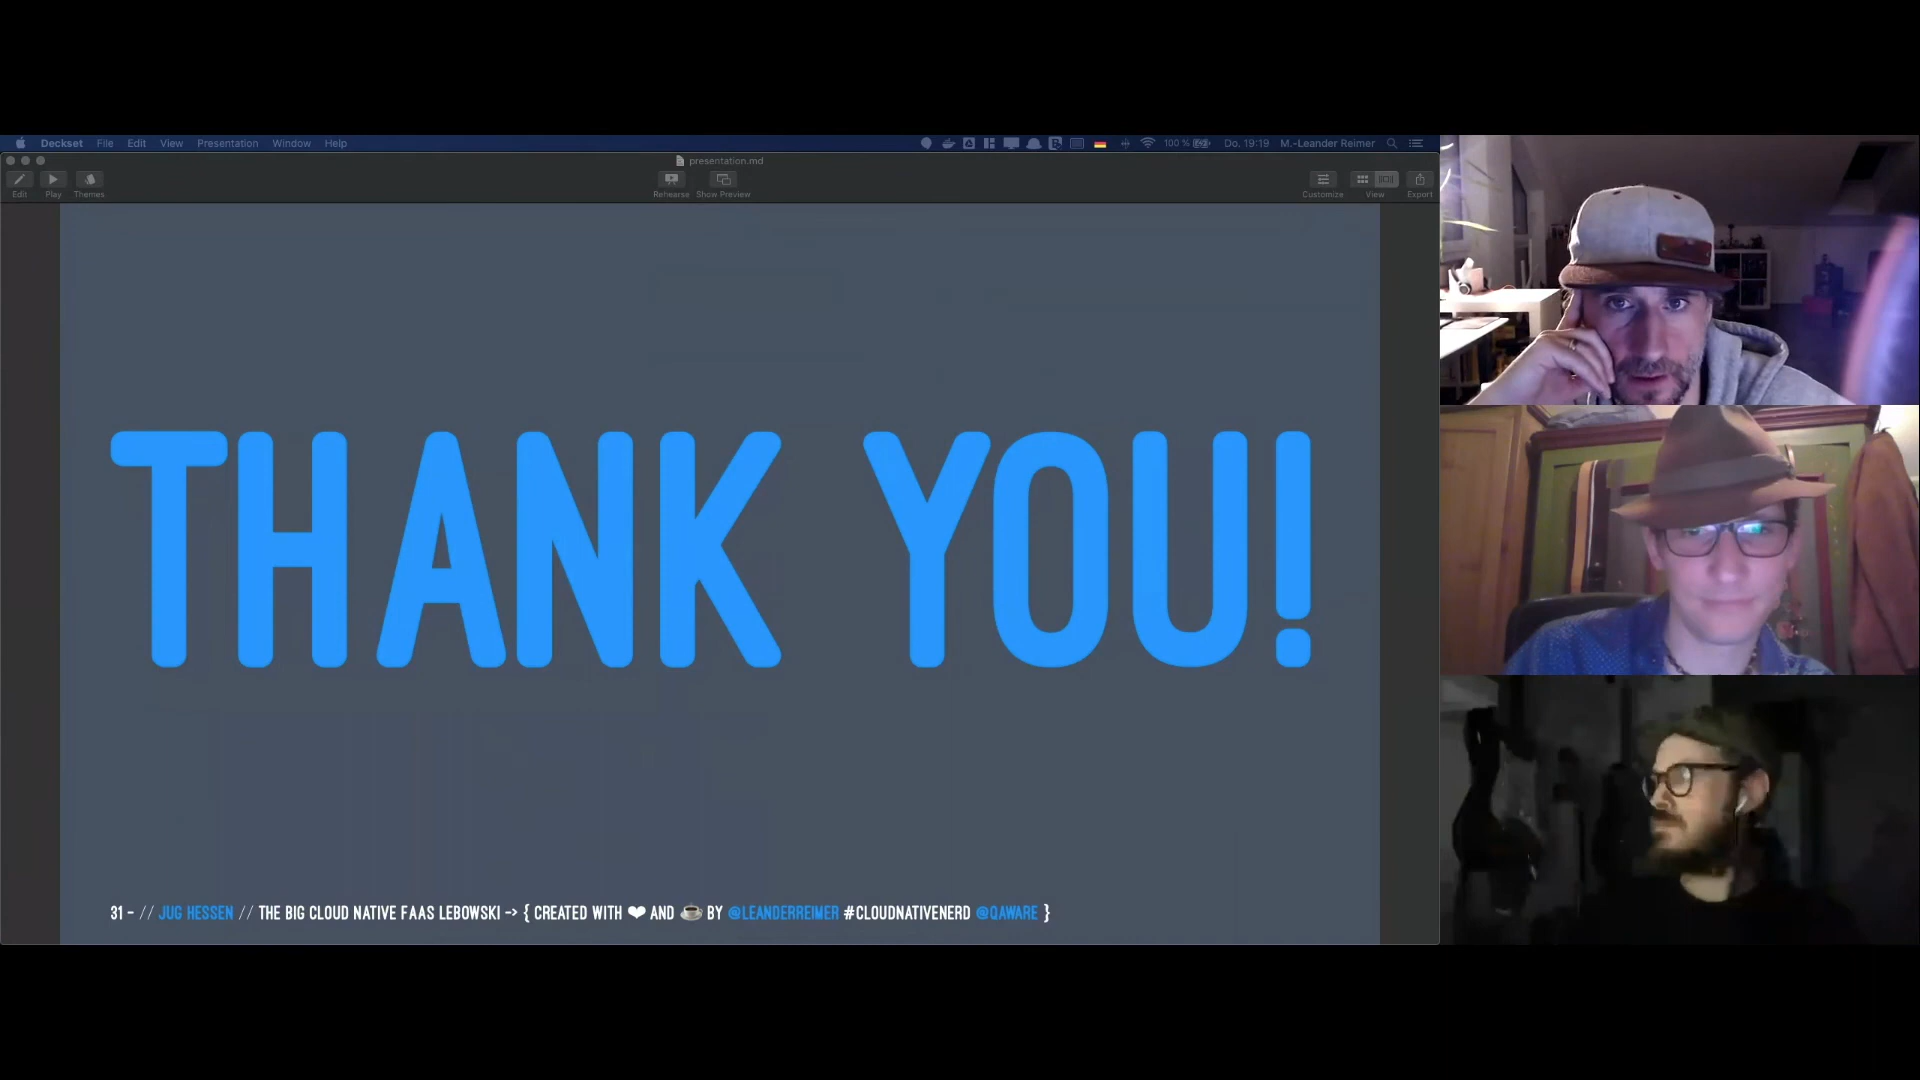 Deckset File Edit View Presentation Window Help 100 % Do. 19:19 M.-Leander Reimer
presentation.md
Edit Play Themes Rehearse Show Preview Customize View Export
THANK YOU!
31 - // JUG HESSEN // THE BIG CLOUD NATIVE FAAS LEBOWSKI -> { CREATED WITH ❤ AND ☕ BY @LEANDERREIMER #CLOUDNATIVENERD @QAWARE }